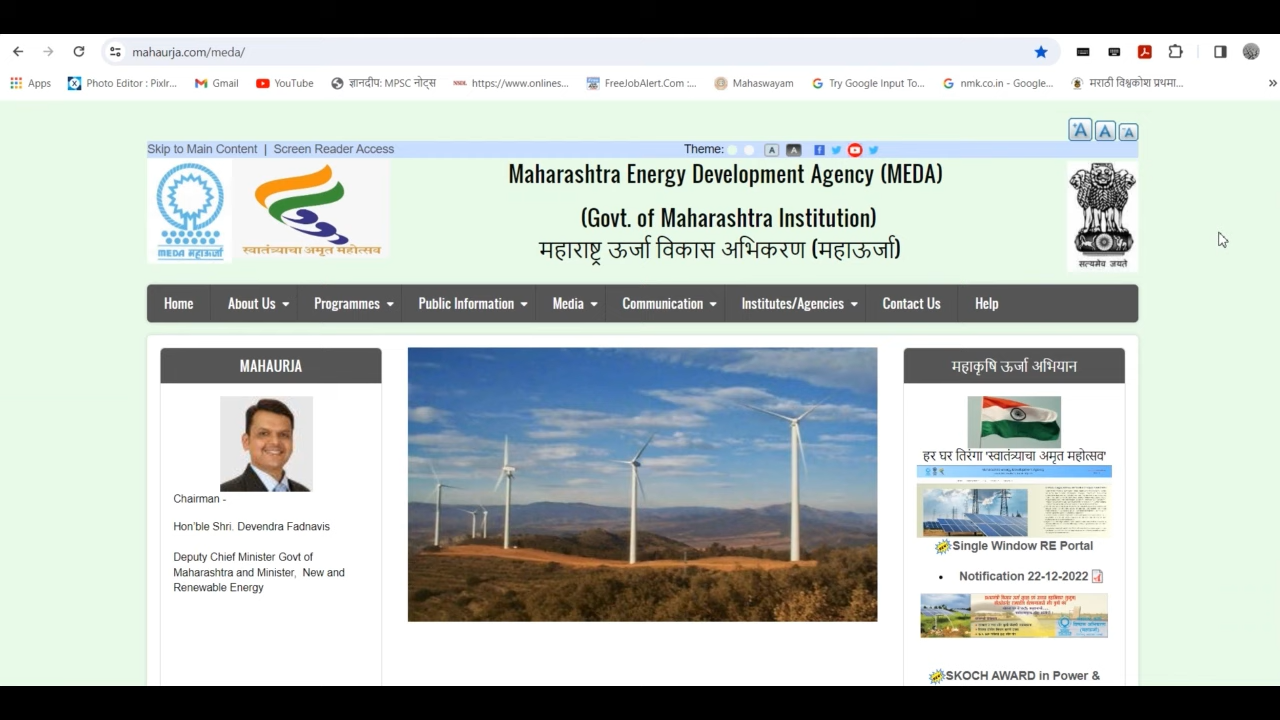 mahaurja.com/meda/
Apps Photo Editor : Pixlr... Gmail YouTube ज्ञानदीप: MPSC नोट्स https://www.onlines... FreeJobAlert.Com :... Mahaswayam Try Google Input To... nmk.co.in - Google... मराठी विश्वकोश प्रथमा... »
+A A -A
Skip to Main Content | Screen Reader Access Theme: A A
Maharashtra Energy Development Agency (MEDA)
(Govt. of Maharashtra Institution)
महाराष्ट्र ऊर्जा विकास अभिकरण (महाऊर्जा)
MEDA महाऊर्जा
स्वातंत्र्याचा अमृत महोत्सव
सत्यमेव जयते
Home About Us Programmes Public Information Media Communication Institutes/Agencies Contact Us Help
MAHAURJA
Chairman -
Hon'ble Shri. Devendra Fadnavis
Deputy Chief Minister Govt of
Maharashtra and Minister, New and
Renewable Energy
महाकृषि ऊर्जा अभियान
हर घर तिरंगा 'स्वातंत्र्याचा अमृत महोत्सव'
Single Window RE Portal
• Notification 22-12-2022
SKOCH AWARD in Power &